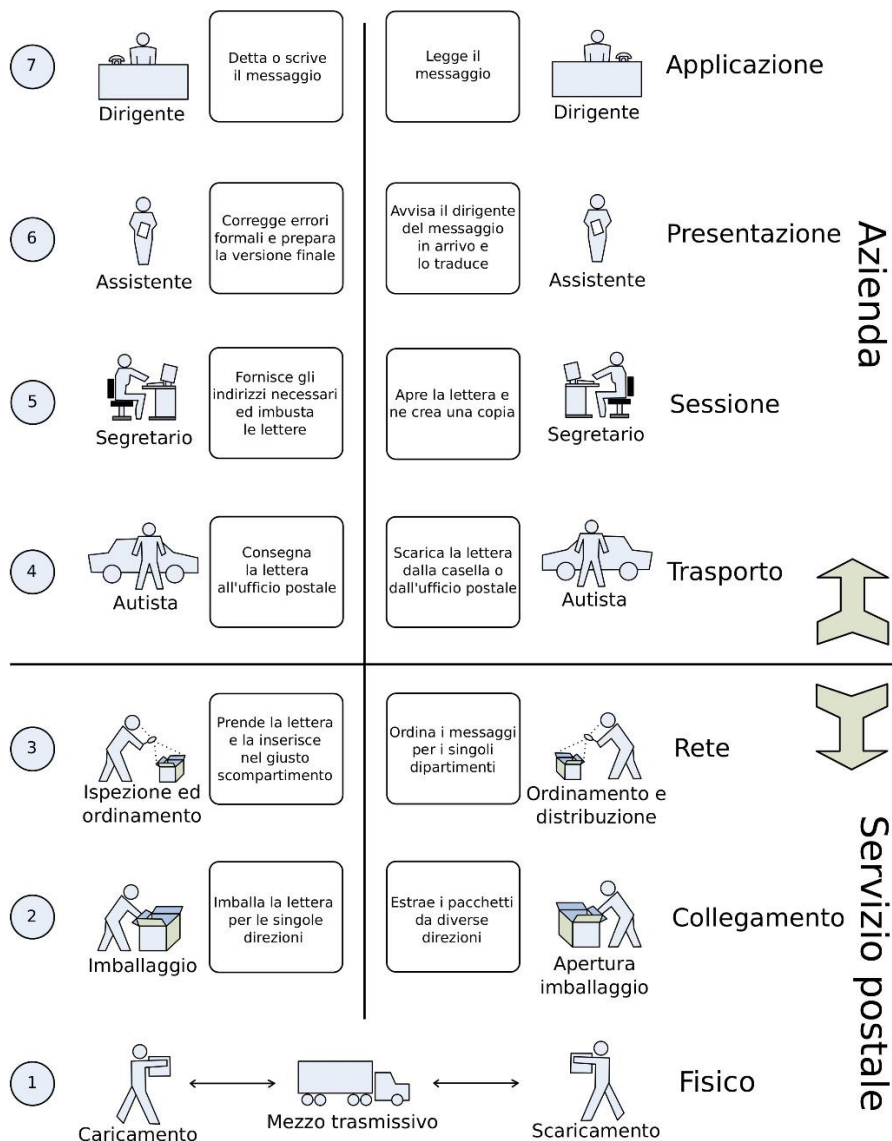 7
Dirigente
Detta o scrive
il messaggio
Legge il
messaggio
Dirigente
Applicazione
6
Assistente
Corregge errori
formali e prepara
la versione finale
Avvisa il dirigente
del messaggio
in arrivo e
lo traduce
Assistente
Presentazione
Azienda
5
Segretario
Fornisce gli
indirizzi necessari
ed imbusta
le lettere
Apre la lettera e
ne crea una copia
Segretario
Sessione
4
Autista
Consegna
la lettera
all'ufficio postale
Scarica la lettera
dalla casella o
dall'ufficio postale
Autista
Trasporto
3
Ispezione ed
ordinamento
Prende la lettera
e la inserisce
nel giusto
scompartimento
Ordina i messaggi
per i singoli
dipartimenti
Ordinamento e
distribuzione
Rete
2
Imballaggio
Imballa la lettera
per le singole
direzioni
Estrae i pacchetti
da diverse
direzioni
Apertura
imballaggio
Collegamento
Servizio postale
1
Caricamento
Mezzo trasmissivo
Scaricamento
Fisico